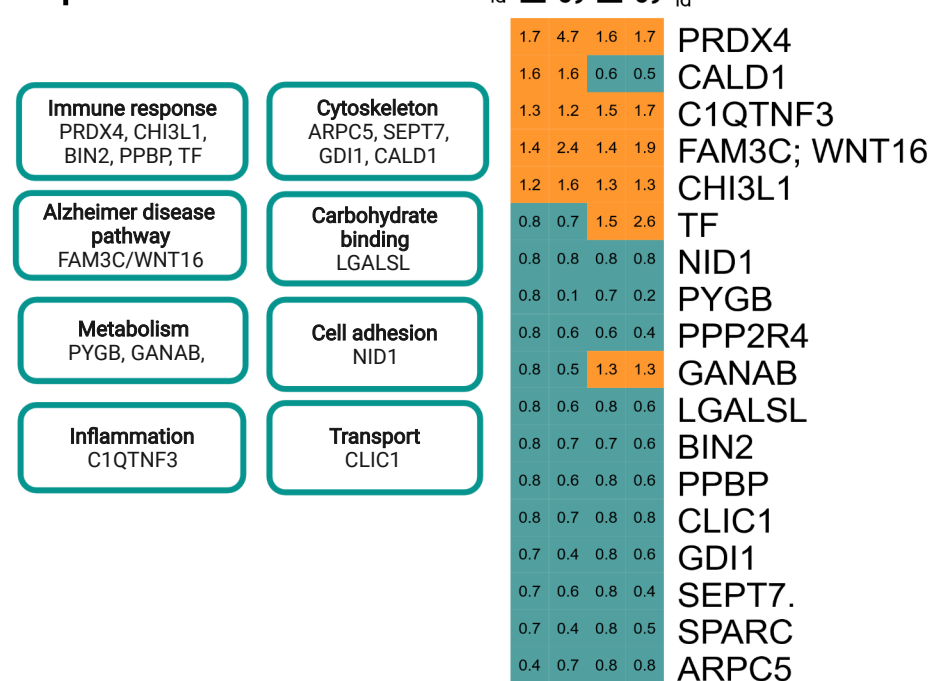 Immune response
PRDX4, CHI3L1,
BIN2, PPBP, TF
Cytoskeleton
ARPC5, SEPT7,
GDI1, CALD1
Alzheimer disease
pathway
FAM3C/WNT16
Carbohydrate
binding
LGALSL
Metabolism
PYGB, GANAB,
Cell adhesion
NID1
Inflammation
C1QTNF3
Transport
CLIC1
1.7 4.7 1.6 1.7 PRDX4
1.6 1.6 0.6 0.5 CALD1
1.3 1.2 1.5 1.7 C1QTNF3
1.4 2.4 1.4 1.9 FAM3C; WNT16
1.2 1.6 1.3 1.3 CHI3L1
0.8 0.7 1.5 2.6 TF
0.8 0.8 0.8 0.8 NID1
0.8 0.1 0.7 0.2 PYGB
0.8 0.6 0.6 0.4 PPP2R4
0.8 0.5 1.3 1.3 GANAB
0.8 0.6 0.8 0.6 LGALSL
0.8 0.7 0.7 0.6 BIN2
0.8 0.6 0.8 0.6 PPBP
0.8 0.7 0.8 0.8 CLIC1
0.7 0.4 0.8 0.6 GDI1
0.7 0.6 0.8 0.4 SEPT7.
0.7 0.4 0.8 0.5 SPARC
0.4 0.7 0.8 0.8 ARPC5